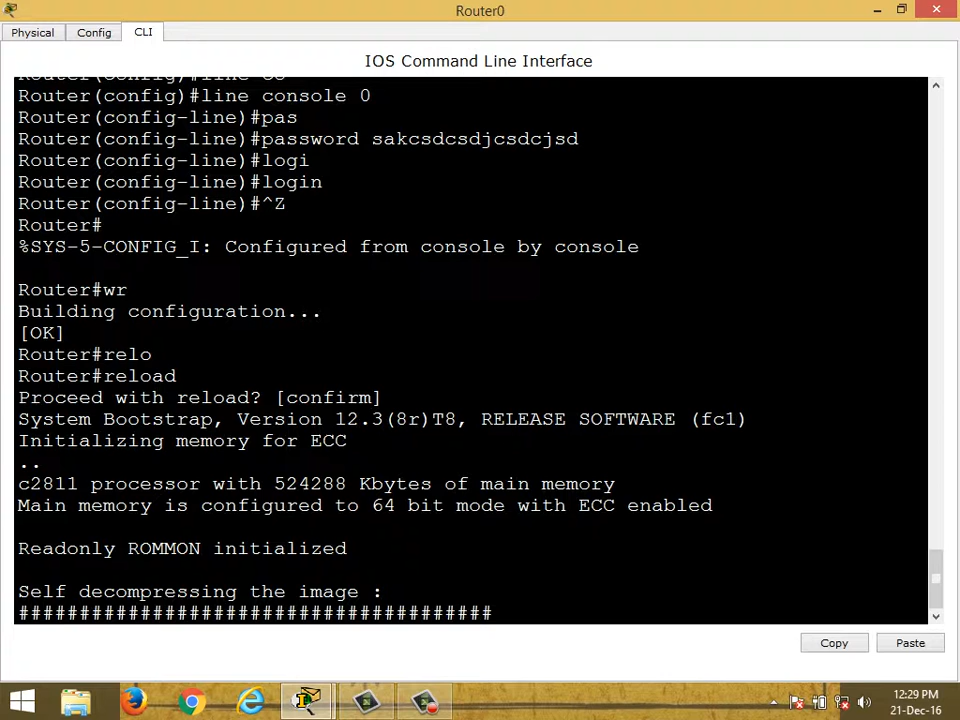 Router0
Physical
Config
CLI
IOS Command Line Interface
Router(config)#line co
Router(config)#line console 0
Router(config-line)#pas
Router(config-line)#password sakcsdcsdjcsdcjsd
Router(config-line)#logi
Router(config-line)#login
Router(config-line)#^Z
Router#
%SYS-5-CONFIG_I: Configured from console by console
Router#wr
Building configuration...
[OK]
Router#relo
Router#reload
Proceed with reload? [confirm]
System Bootstrap, Version 12.3(8r)T8, RELEASE SOFTWARE (fc1)
Initializing memory for ECC
..
c2811 processor with 524288 Kbytes of main memory
Main memory is configured to 64 bit mode with ECC enabled
Readonly ROMMON initialized
Self decompressing the image :
#######################################
Copy
Paste
12:29 PM
21-Dec-16